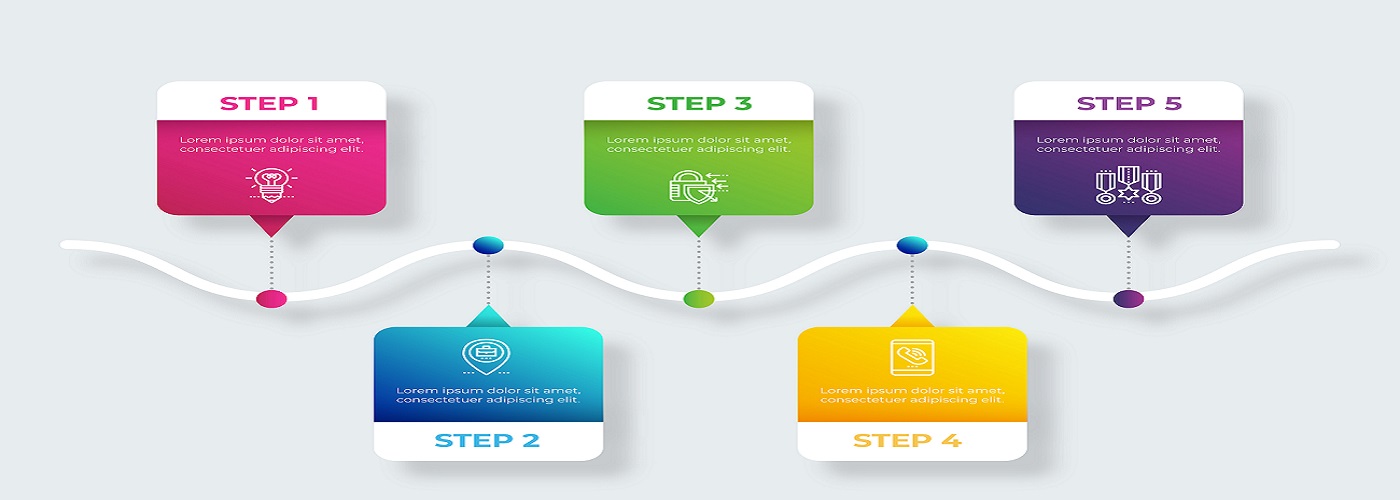 STEP 1
Lorem ipsum dolor sit amet,
consectetuer adipiscing elit.
Lorem ipsum dolor sit amet,
consectetuer adipiscing elit.
STEP 2
STEP 3
Lorem ipsum dolor sit amet,
consectetuer adipiscing elit.
Lorem ipsum dolor sit amet,
consectetuer adipiscing elit.
STEP 4
STEP 5
Lorem ipsum dolor sit amet,
consectetuer adipiscing elit.